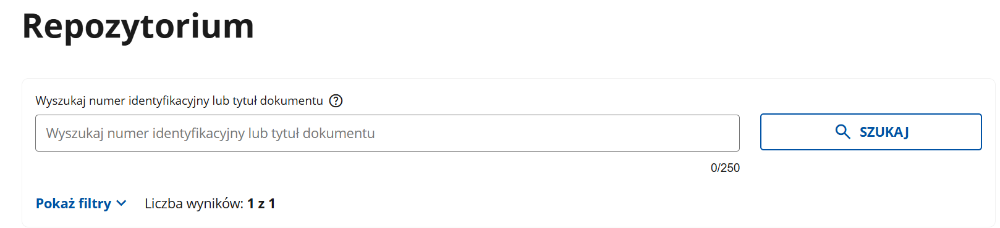 Repozytorium
Wyszukaj numer identyfikacyjny lub tytuł dokumentu ?
Wyszukaj numer identyfikacyjny lub tytuł dokumentu
SZUKAJ
0/250
Pokaż filtry Liczba wyników: 1 z 1